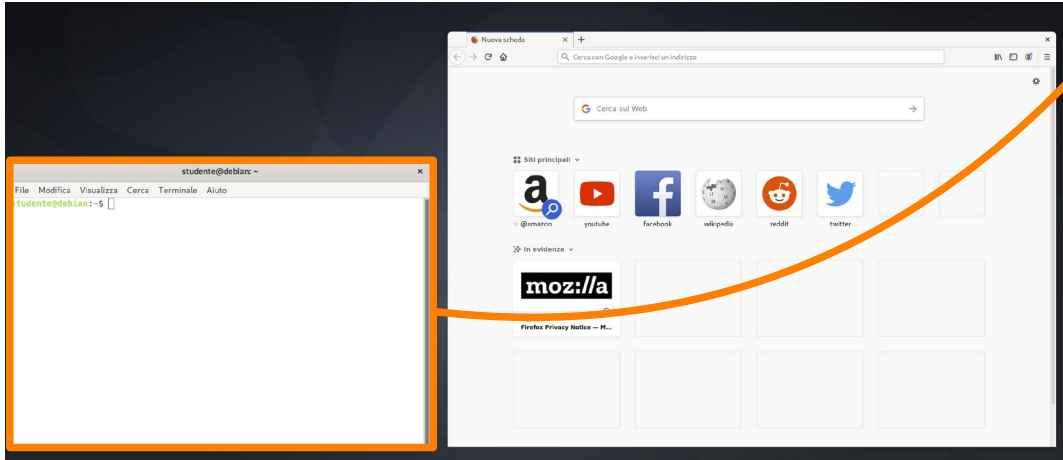 studente@debian: ~
File Modifica Visualizza Cerca Terminale Aiuto
studente@debian:~$
Nuova scheda
Cerca con Google o inserisci un indirizzo
Cerca sul Web
Siti principali
@amazon youtube facebook wikipedia reddit twitter
In evidenza
moz://a
Firefox Privacy Notice — M...